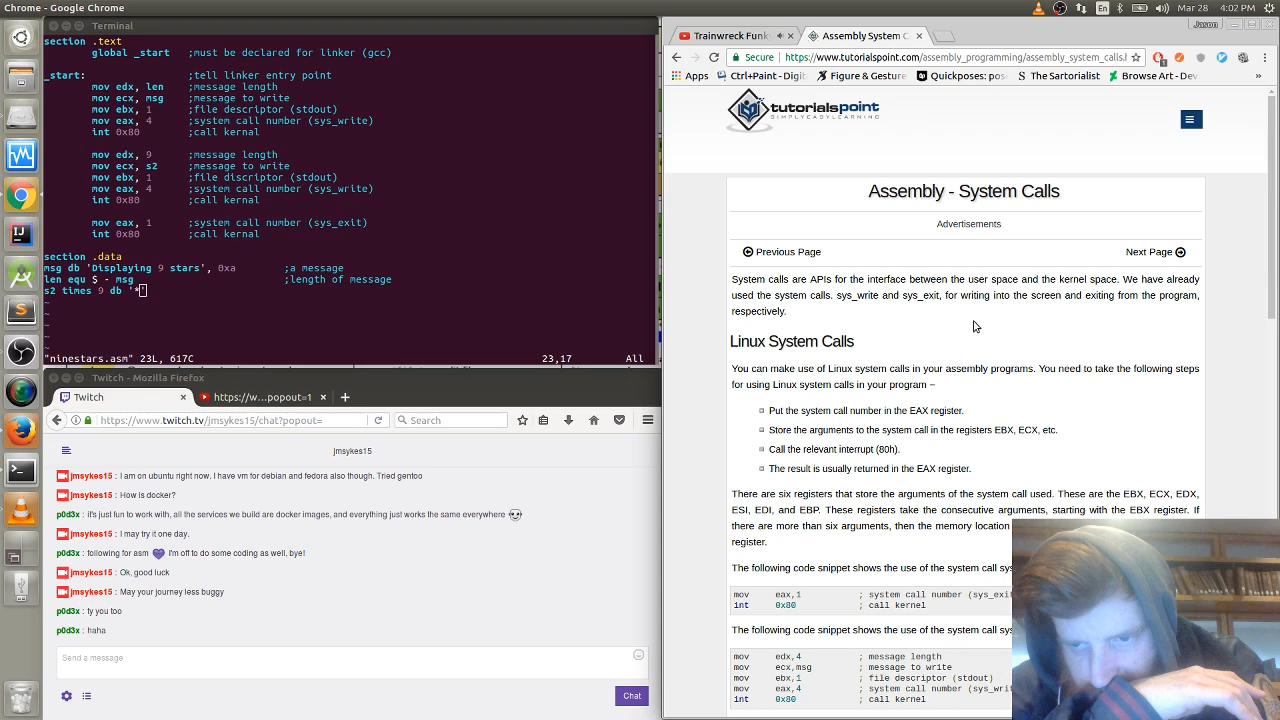 Chrome - Google Chrome
En
Mar 28
4:02 PM
Terminal
section .text
global _start ;must be declared for linker (gcc)
_start: ;tell linker entry point
mov edx, len ;message length
mov ecx, msg ;message to write
mov ebx, 1 ;file descriptor (stdout)
mov eax, 4 ;system call number (sys_write)
int 0x80 ;call kernal
mov edx, 9 ;message length
mov ecx, s2 ;message to write
mov ebx, 1 ;file discriptor (stdout)
mov eax, 4 ;system call number (sys_write)
int 0x80 ;call kernal
mov eax, 1 ;system call number (sys_exit)
int 0x80 ;call kernal
section .data
msg db 'Displaying 9 stars', 0xa ;a message
len equ $ - msg ;length of message
s2 times 9 db '*'
~
~
~
~
~
"ninestars.asm" 23L, 617C 23,17 All
Twitch - Mozilla Firefox
Twitch
https://w...popout=1
https://www.twitch.tv/jmsykes15/chat?popout=
Search
jmsykes15
jmsykes15 : I am on ubuntu right now. I have vm for debian and fedora also though. Tried gentoo
jmsykes15 : How is docker?
p0d3x : it's just fun to work with, all the services we build are docker images, and everything just works the same everywhere
jmsykes15 : I may try it one day.
p0d3x : following for asm I'm off to do some coding as well, bye!
jmsykes15 : Ok, good luck
jmsykes15 : May your journey less buggy
p0d3x : ty you too
p0d3x : haha
Send a message
Chat
Jason
Trainwreck Funk
Assembly System C
Secure
https://www.tutorialspoint.com/assembly_programming/assembly_system_calls.
Apps
Ctrl+Paint - Digit
Figure & Gesture
Quickposes: pos
The Sartorialist
Browse Art - Dev
tutorialspoint
SIMPLYEASYLEARNING
Assembly - System Calls
Advertisements
Previous Page
Next Page
System calls are APIs for the interface between the user space and the kernel space. We have already
used the system calls. sys_write and sys_exit, for writing into the screen and exiting from the program,
respectively.
Linux System Calls
You can make use of Linux system calls in your assembly programs. You need to take the following steps
for using Linux system calls in your program −
Put the system call number in the EAX register.
Store the arguments to the system call in the registers EBX, ECX, etc.
Call the relevant interrupt (80h).
The result is usually returned in the EAX register.
There are six registers that store the arguments of the system call used. These are the EBX, ECX, EDX,
ESI, EDI, and EBP. These registers take the consecutive arguments, starting with the EBX register. If
there are more than six arguments, then the memory location
register.
The following code snippet shows the use of the system call
mov eax,1 ; system call number (sys_exi
int 0x80 ; call kernel
The following code snippet shows the use of the system call
mov edx,4 ; message length
mov ecx,msg ; message to write
mov ebx,1 ; file descriptor (stdout)
mov eax,4 ; system call number (sys_wri
int 0x80 ; call kernel